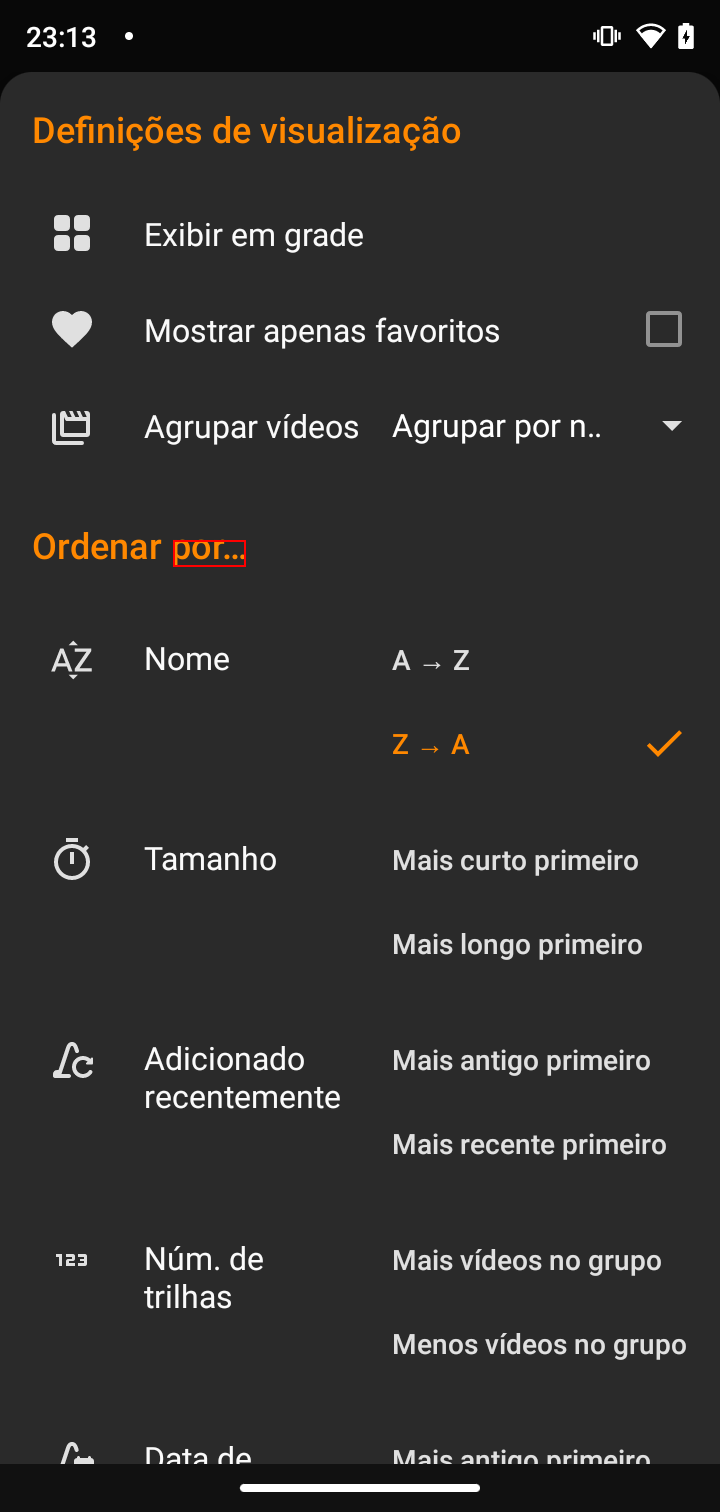 23:13
Definições de visualização
Exibir em grade
Mostrar apenas favoritos
Agrupar vídeos Agrupar por n..
Ordenar por...
AZ Nome A → Z
Z → A
Tamanho Mais curto primeiro
Mais longo primeiro
Adicionado Mais antigo primeiro
recentemente
Mais recente primeiro
123 Núm. de Mais vídeos no grupo
trilhas
Menos vídeos no grupo
Data de Mais antigo primeiro